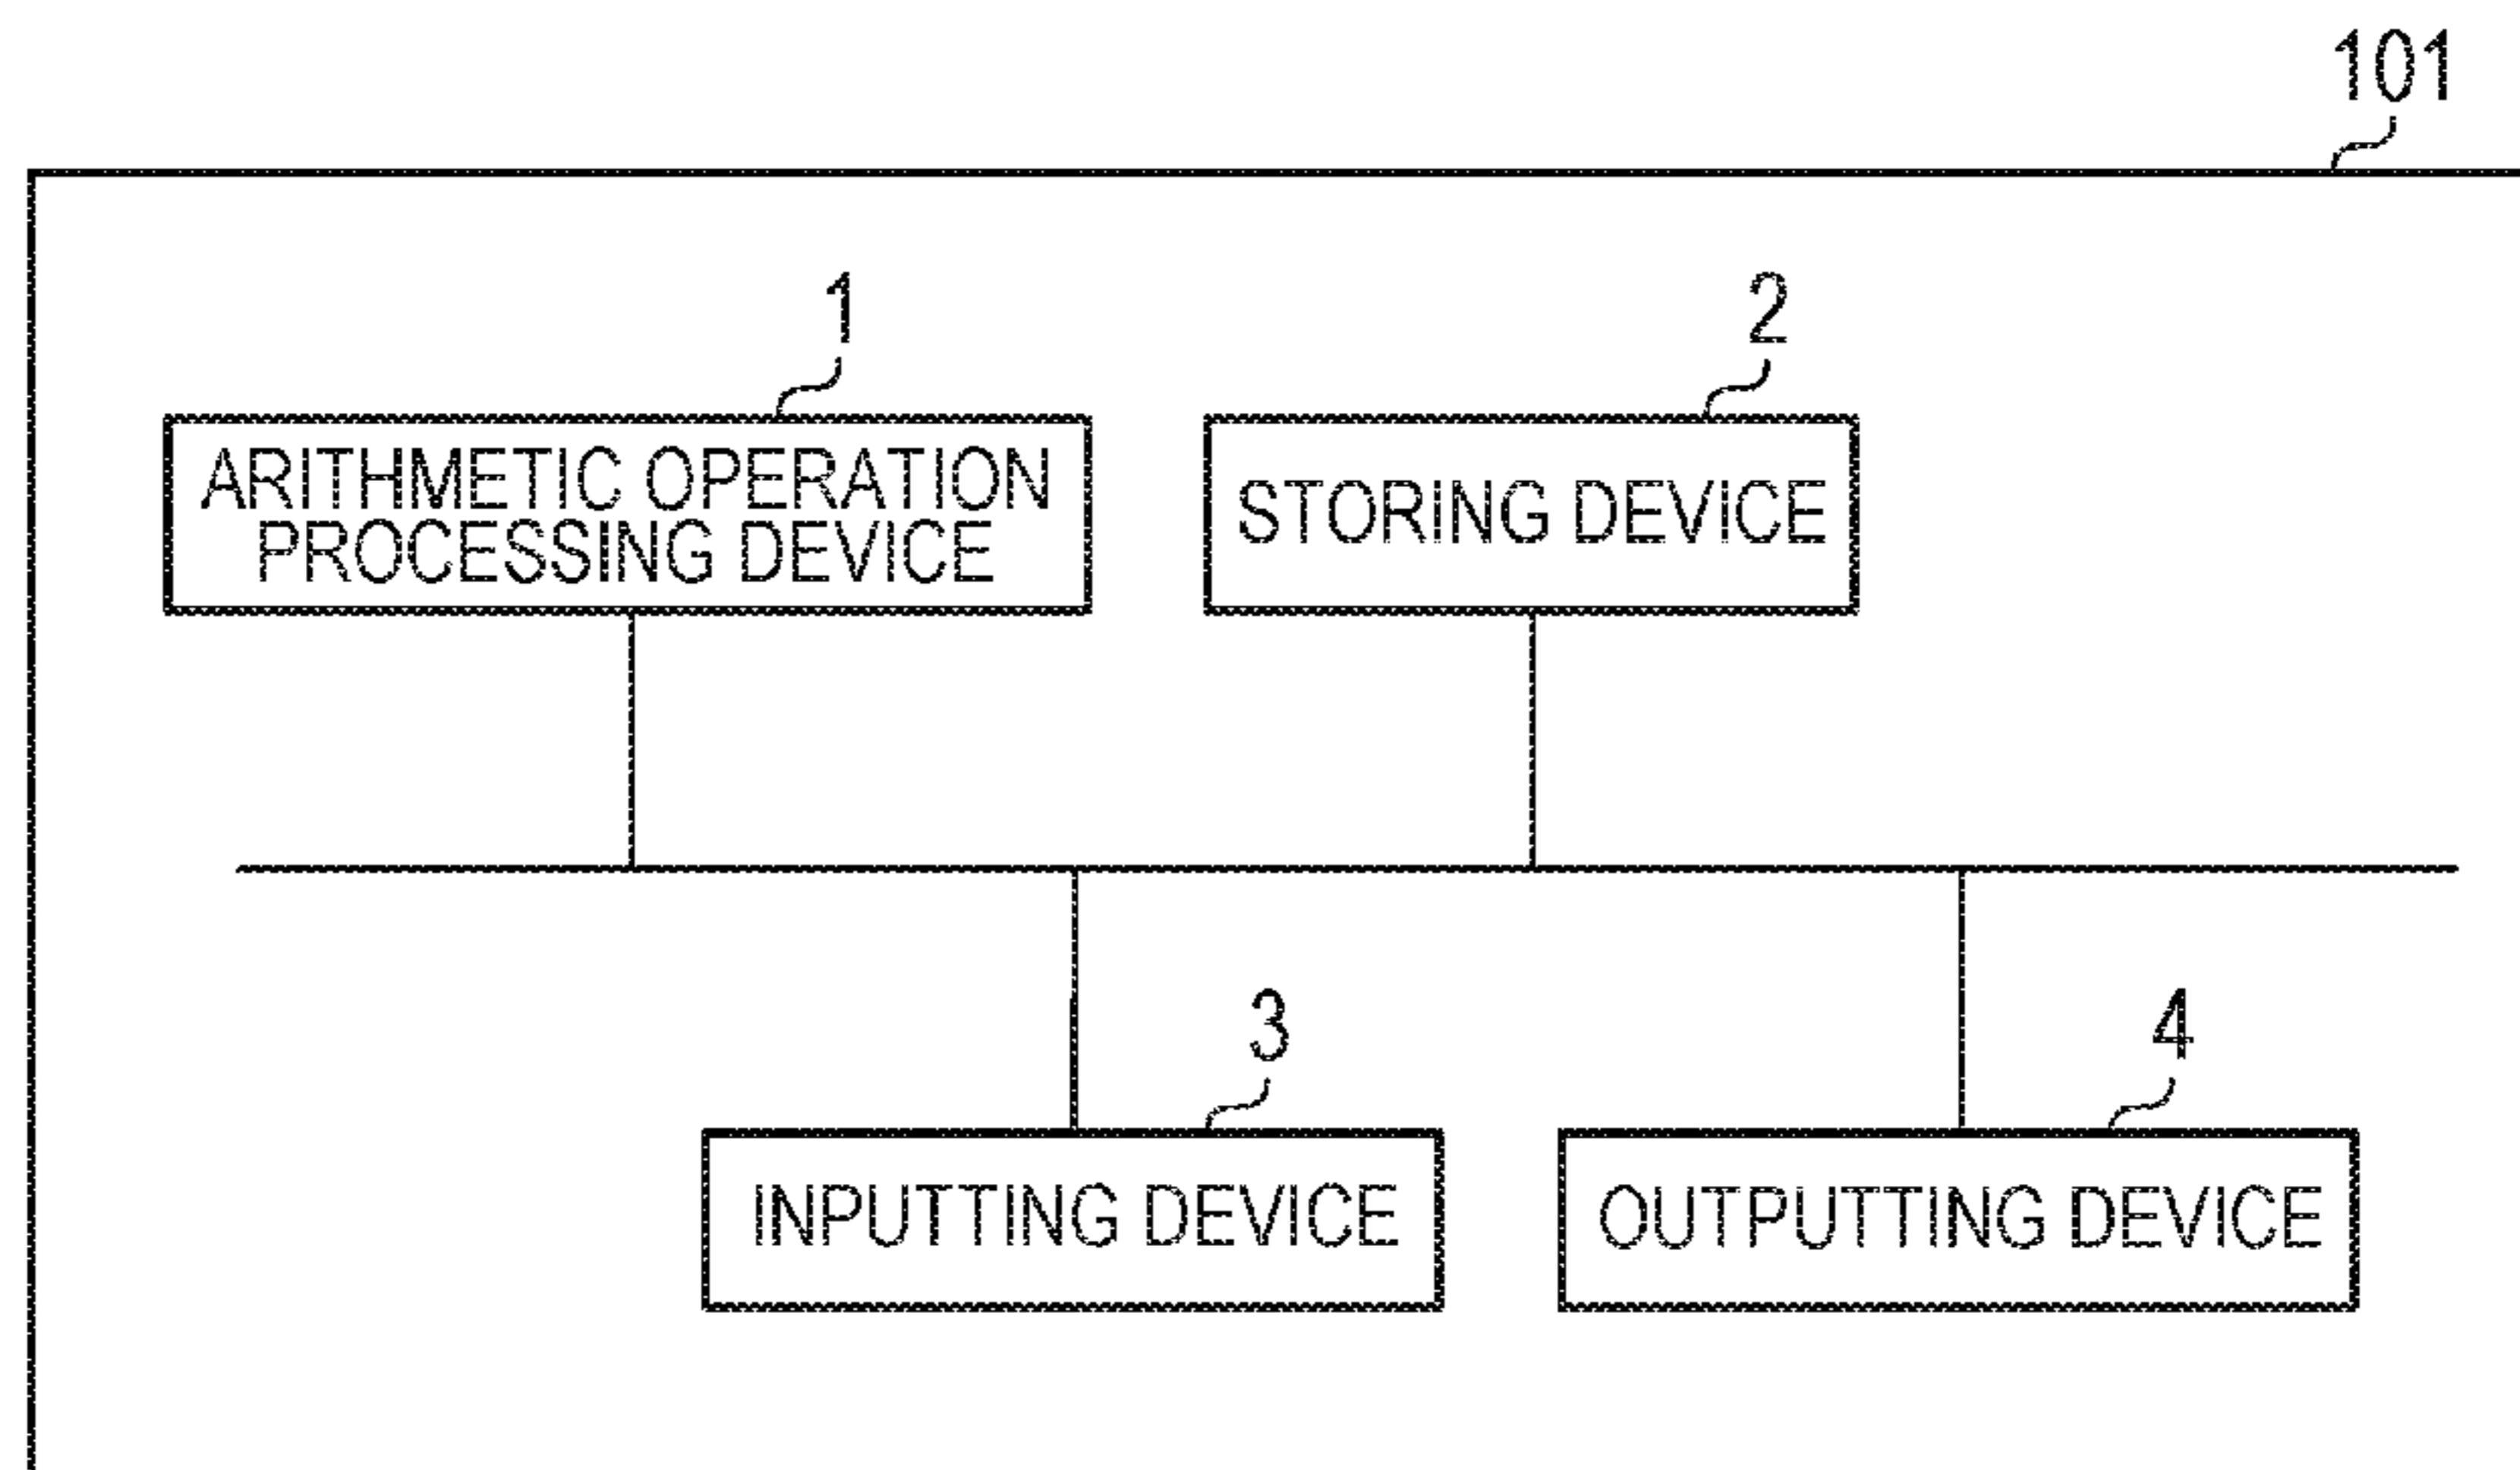 101
1
2
ARITHMETIC OPERATION
PROCESSING DEVICE
STORING DEVICE
3
4
INPUTTING DEVICE
OUTPUTTING DEVICE